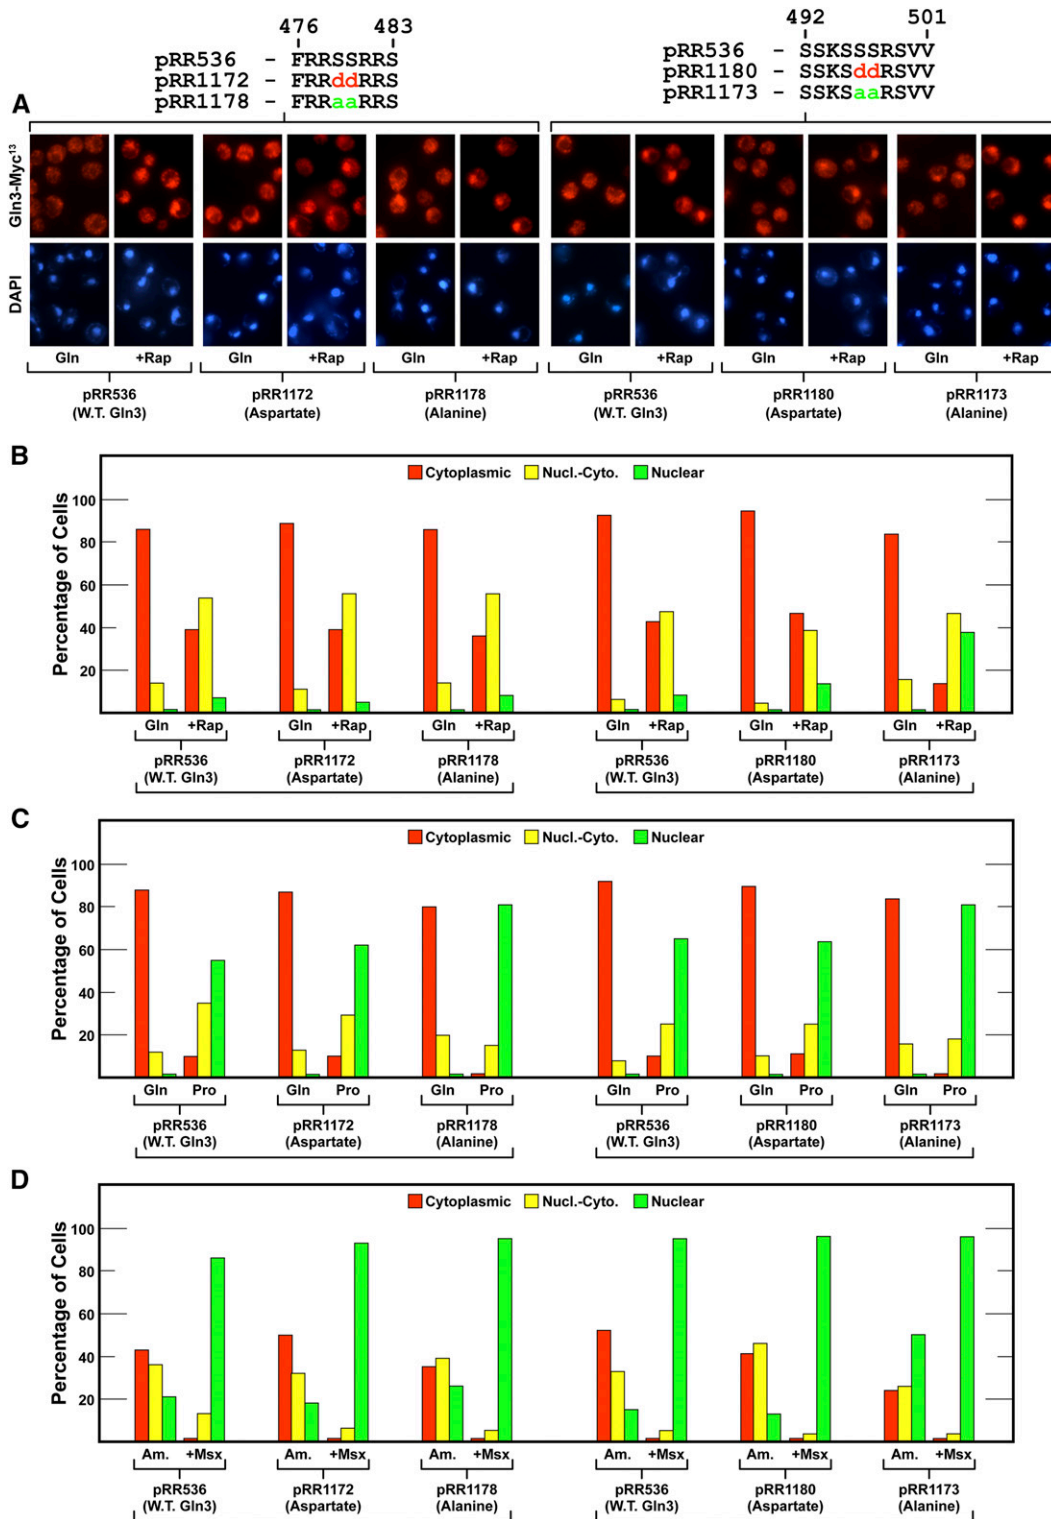 476 483
pRR536 - FRRSSRRS
pRR1172 - FRRddRRS
pRR1178 - FRRaaRRS
492 501
pRR536 - SSKSSSRSVV
pRR1180 - SSKSddRSVV
pRR1173 - SSKSaaRSVV
A
Gln3-Myc13
DAPI
Gln +Rap Gln +Rap Gln +Rap Gln +Rap Gln +Rap Gln +Rap
pRR536 pRR1172 pRR1178 pRR536 pRR1180 pRR1173
(W.T. Gln3) (Aspartate) (Alanine) (W.T. Gln3) (Aspartate) (Alanine)
B
Cytoplasmic Nucl.-Cyto. Nuclear
Percentage of Cells
100
80
60
40
20
Gln +Rap Gln +Rap Gln +Rap Gln +Rap Gln +Rap Gln +Rap
pRR536 pRR1172 pRR1178 pRR536 pRR1180 pRR1173
(W.T. Gln3) (Aspartate) (Alanine) (W.T. Gln3) (Aspartate) (Alanine)
C
Cytoplasmic Nucl.-Cyto. Nuclear
Percentage of Cells
100
80
60
40
20
Gln Pro Gln Pro Gln Pro Gln Pro Gln Pro Gln Pro
pRR536 pRR1172 pRR1178 pRR536 pRR1180 pRR1173
(W.T. Gln3) (Aspartate) (Alanine) (W.T. Gln3) (Aspartate) (Alanine)
D
Cytoplasmic Nucl.-Cyto. Nuclear
Percentage of Cells
100
80
60
40
20
Am. +Msx Am. +Msx Am. +Msx Am. +Msx Am. +Msx Am. +Msx
pRR536 pRR1172 pRR1178 pRR536 pRR1180 pRR1173
(W.T. Gln3) (Aspartate) (Alanine) (W.T. Gln3) (Aspartate) (Alanine)